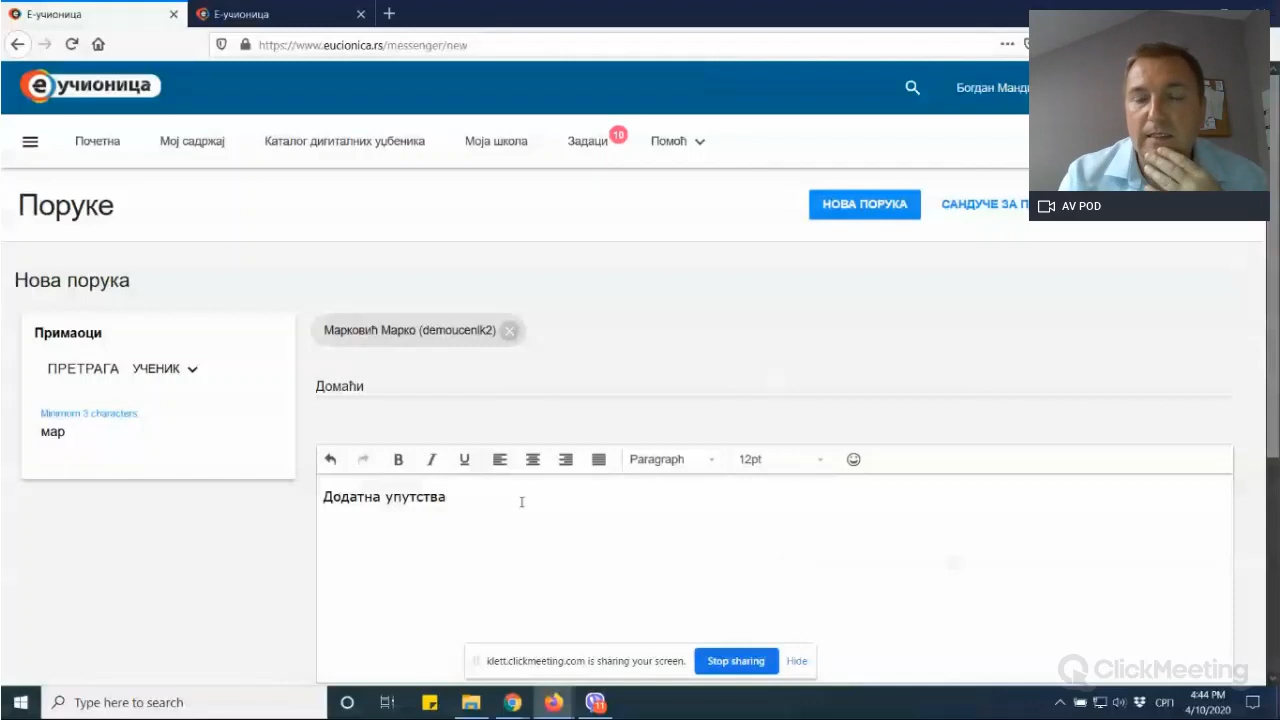 Е-учионица
Е-учионица
https://www.eucionica.rs/messenger/new
е учионица
Богдан Манди
Почетна
Мој садржај
Каталог дигиталних уџбеника
Моја школа
Задаци
10
Помоћ
AV POD
Поруке
НОВА ПОРУКА
САНДУЧЕ ЗА П
Нова порука
Примаоци
ПРЕТРАГА
УЧЕНИК
Minimum 3 characters
мар
Марковић Марко (demoucenik2)
Домаћи
B I U
Paragraph
12pt
Додатна упутства
klett.clickmeeting.com is sharing your screen.
Stop sharing
Hide
ClickMeeting
Type here to search
11
СРП
4:44 PM
4/10/2020